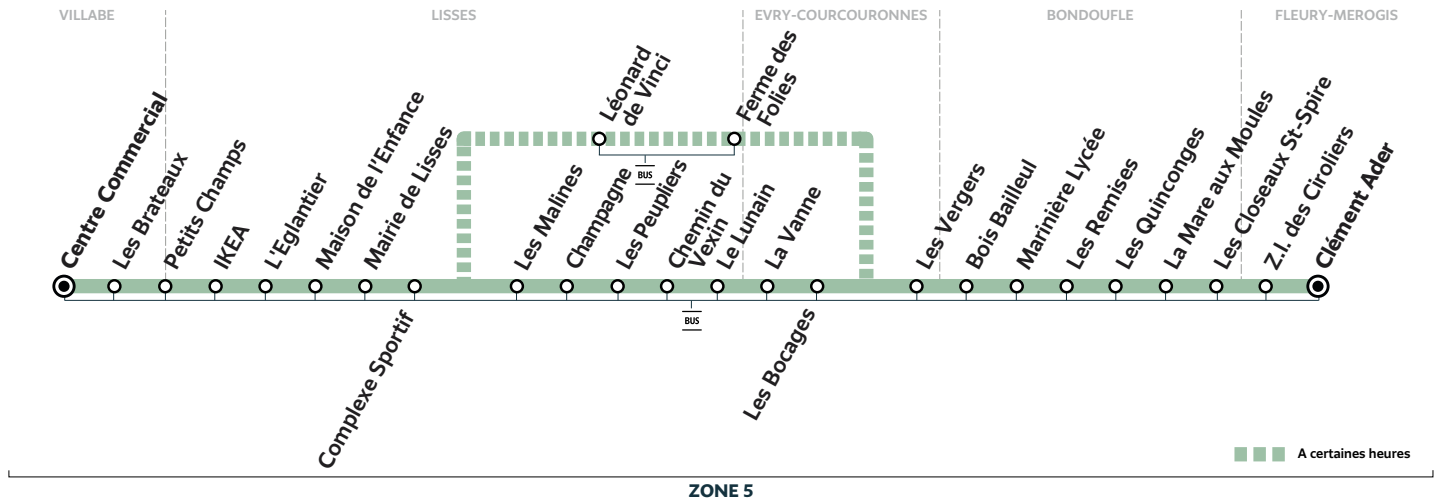 VILLABE
LISSES
EVRY-COURCOURONNES
BONDOUFLE
FLEURY-MEROGIS
Léonard
de Vinci
Ferme des
Folies
BUS
Centre Commercial
Les Brateaux
Petits Champs
IKEA
L'Eglantier
Maison de l'Enfance
Mairie de Lisses
Complexe Sportif
Les Malines
Champagne
Les Peupliers
Chemin du
Vexin
Le Lunain
La Vanne
Les Bocages
Les Vergers
Bois Bailleul
Marinière Lycée
Les Remises
Les Quinconges
La Mare aux Moules
Les Closeaux St-Spire
Z.I. des Ciroliers
Clément Ader
BUS
A certaines heures
ZONE 5